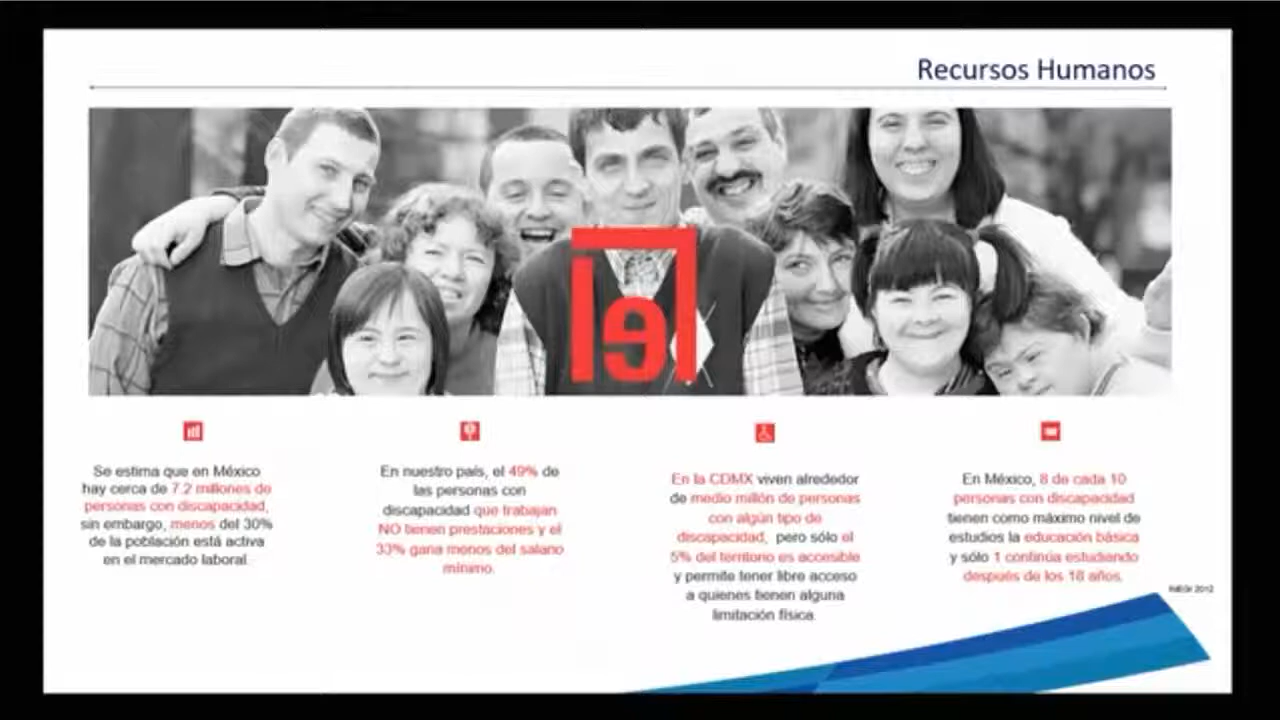 Recursos Humanos
Se estima que en México
hay cerca de 7.2 millones de
personas con discapacidad,
sin embargo, menos del 30%
de la población está activa
en el mercado laboral.
En nuestro país, el 49% de
las personas con
discapacidad que trabajan
NO tienen prestaciones y el
33% gana menos del salario
mínimo.
En la CDMX viven alrededor
de medio millón de personas
con algún tipo de
discapacidad, pero sólo el
5% del territorio es accesible
y permite tener libre acceso
a quienes tienen alguna
limitación física.
En México, 8 de cada 10
personas con discapacidad
tienen como máximo nivel de
estudios la educación básica
y sólo 1 continúa estudiando
después de los 18 años.
INEGI 2012